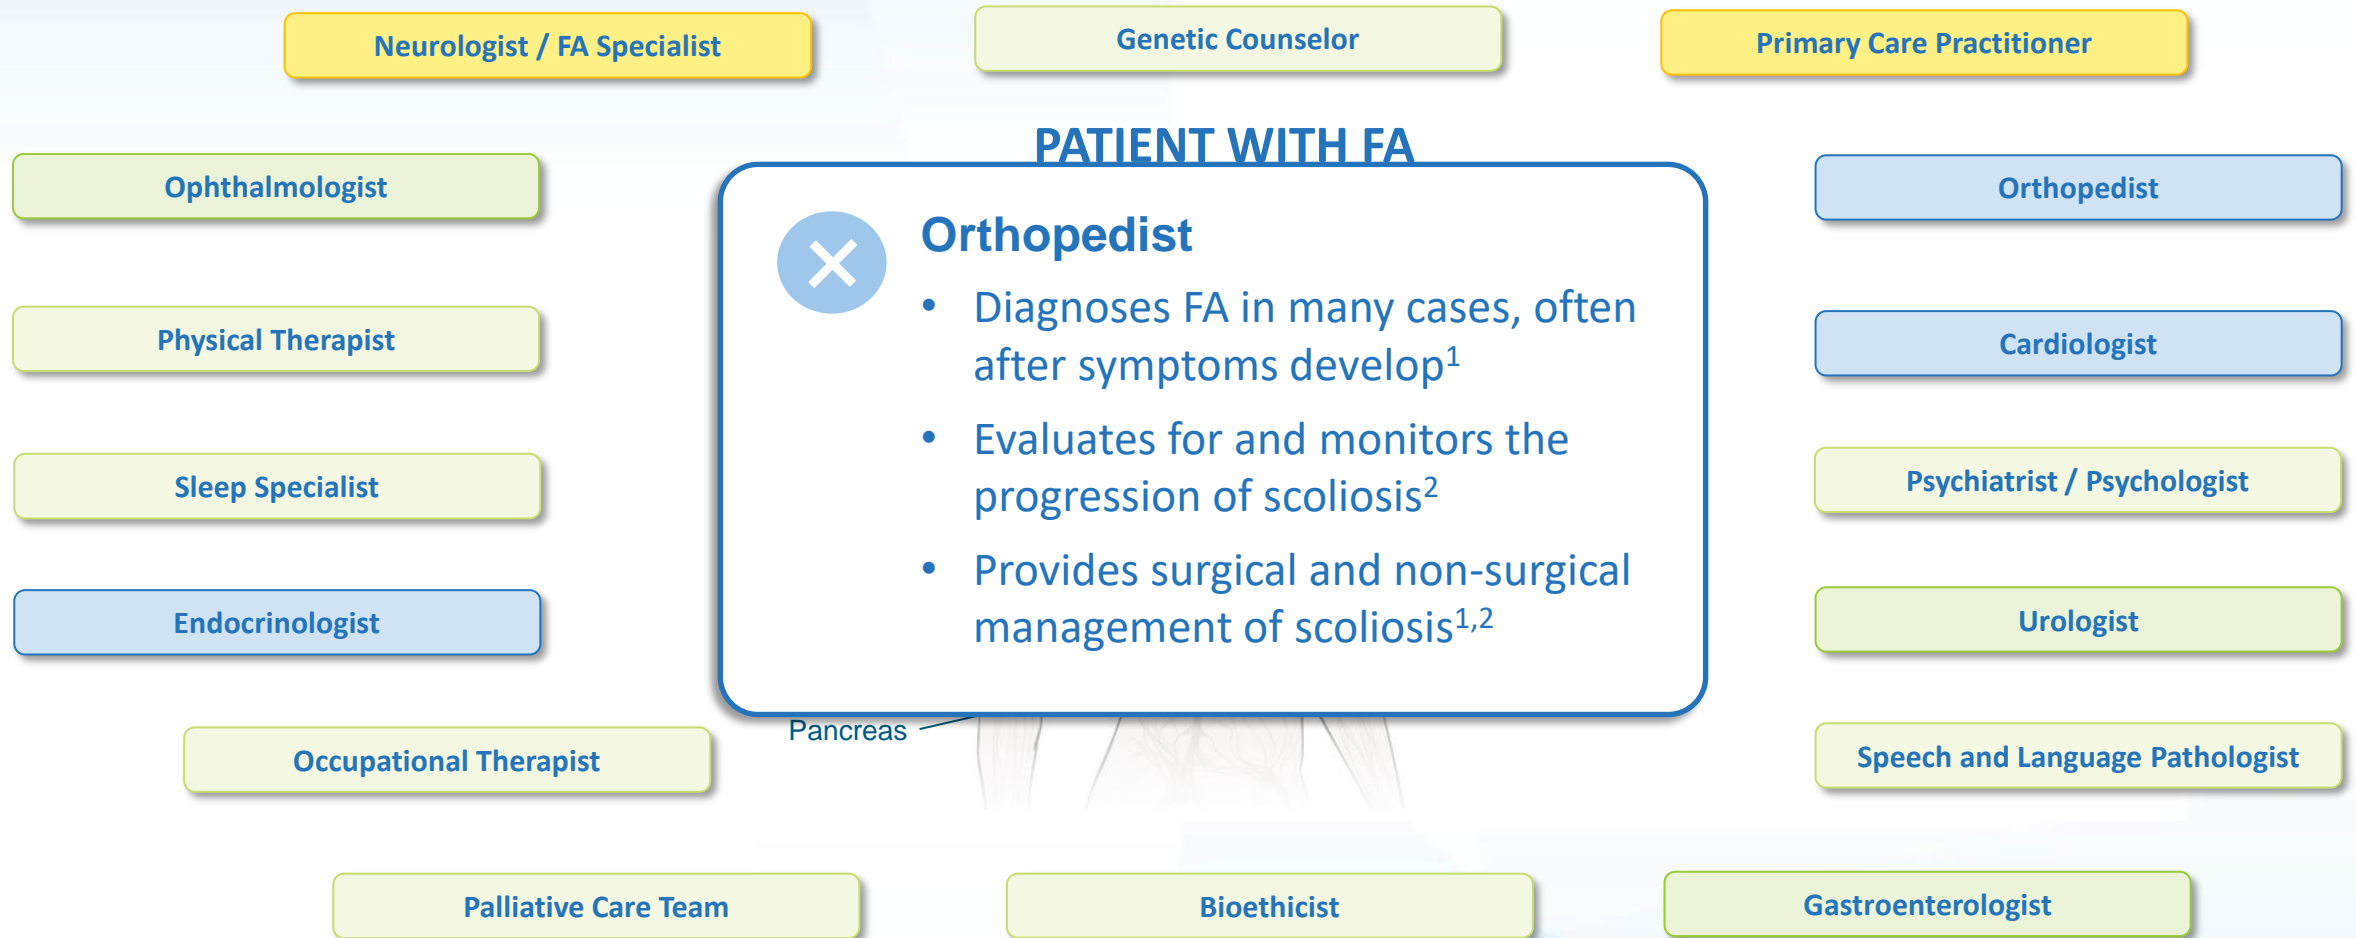 Neurologist / FA Specialist
Genetic Counselor
Primary Care Practitioner
PATIENT WITH FA
Ophthalmologist
Orthopedist
Orthopedist
• Diagnoses FA in many cases, often
after symptoms develop¹
• Evaluates for and monitors the
progression of scoliosis²
• Provides surgical and non-surgical
management of scoliosis¹,²
Physical Therapist
Cardiologist
Sleep Specialist
Psychiatrist / Psychologist
Endocrinologist
Urologist
Pancreas
Occupational Therapist
Speech and Language Pathologist
Palliative Care Team
Bioethicist
Gastroenterologist